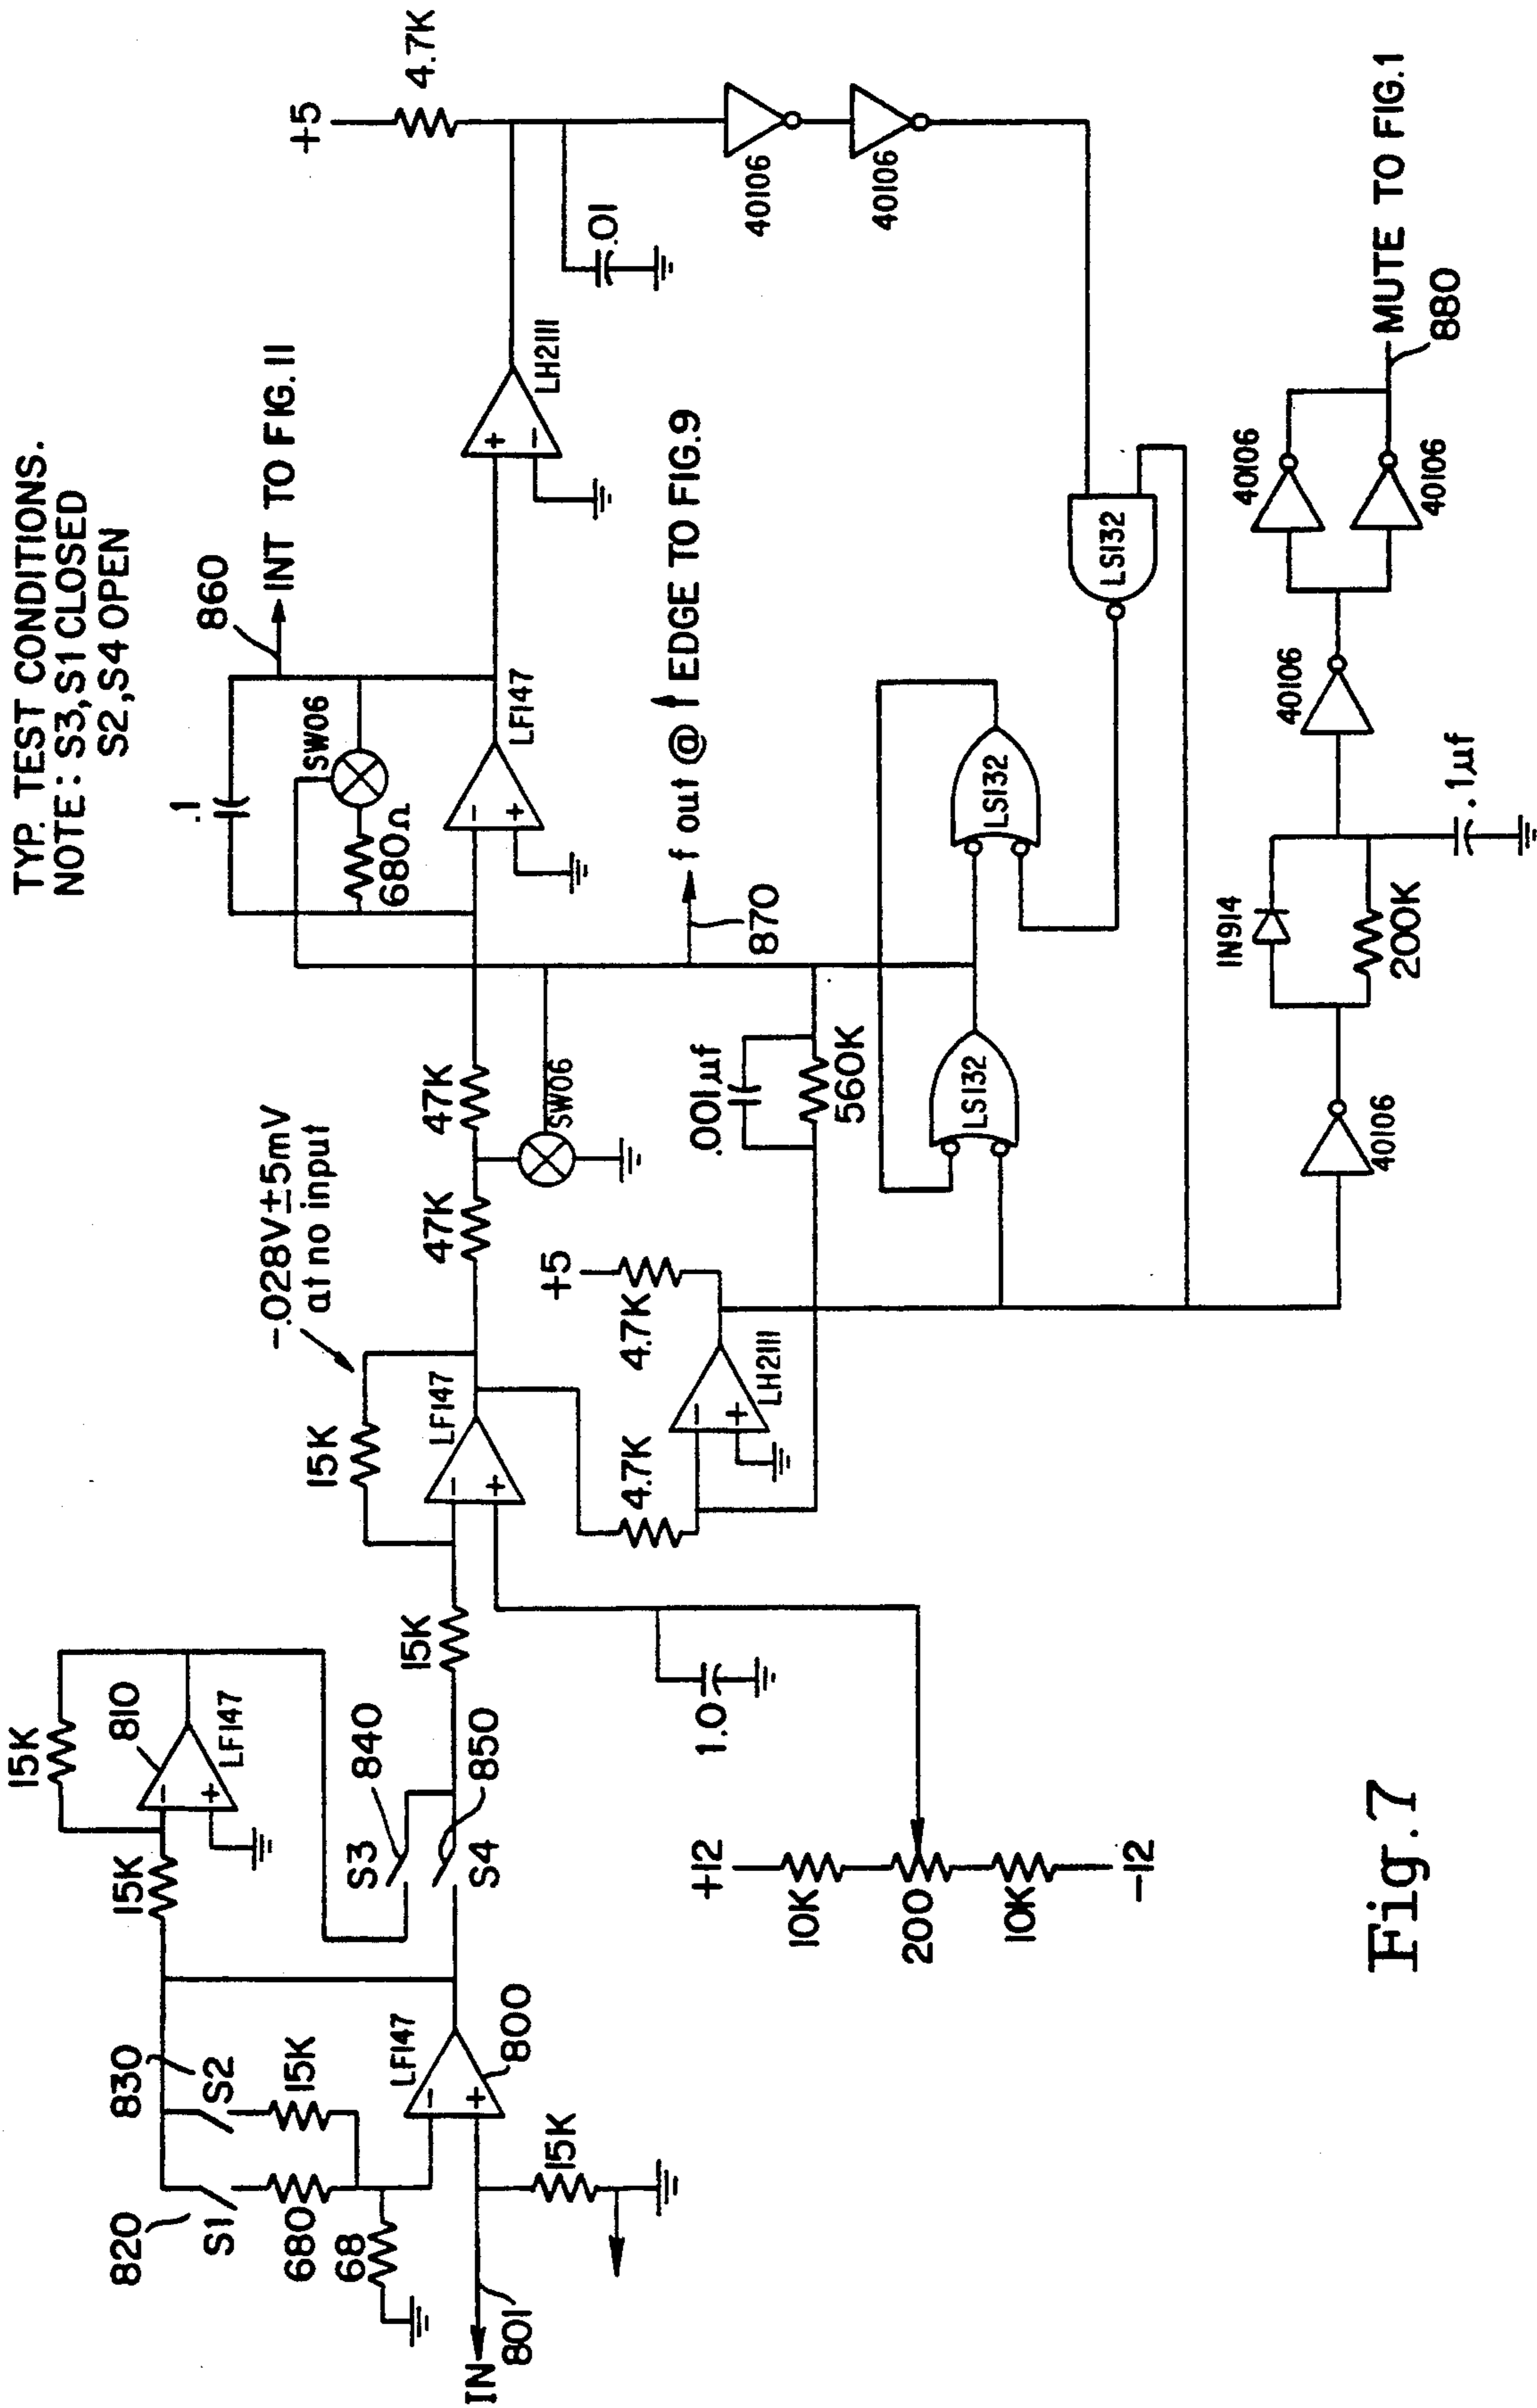 TYP. TEST CONDITIONS.
NOTE: S3, S1 CLOSED
S2, S4 OPEN
860
INT TO FIG. 11
.1
SW06
680Ω
LF147
+
-
+5
4.7K
LH2111
+
-
.01
40106
40106
-.028V±5mV
at no input
47K
47K
SW06
870
f out @ ↑ EDGE TO FIG.9
15K
810
LF147
-
+
15K
830
S2
820
S1
15K
680
68
LF147
-
+
800
IN
801
15K
S3
840
S4
850
15K
15K
LF147
-
+
1.0
+12
10K
200
10K
-12
4.7K
+5
4.7K
LH2111
-
+
.001μf
560K
LS132
LS132
LS132
40106
1N914
200K
.1μf
40106
40106
40106
MUTE TO FIG.1
880
Fig. 7